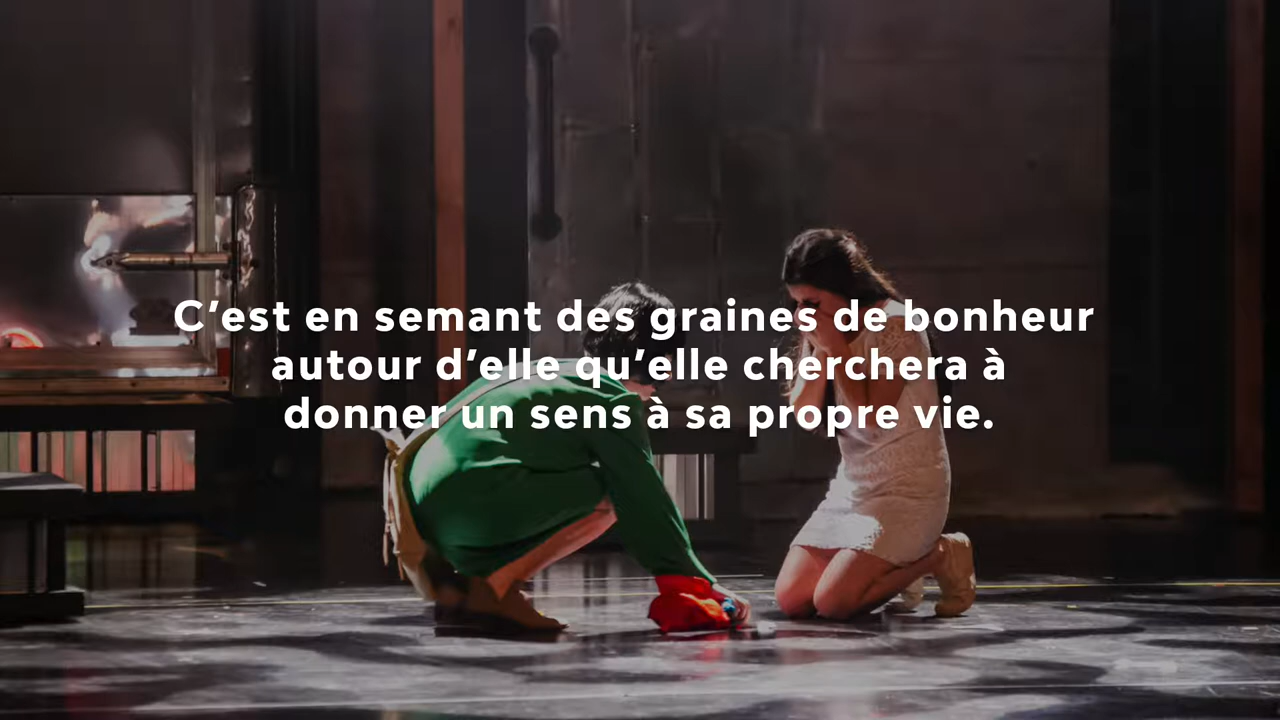 C’est en semant des graines de bonheur
autour d’elle qu’elle cherchera à
donner un sens à sa propre vie.